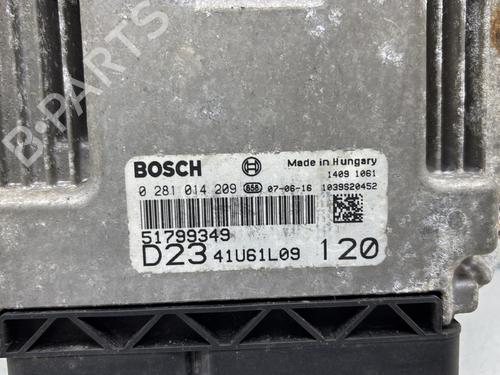 B-PARTS
BOSCH Made in Hungary
1409 1061
0 281 014 209 658 07-06-16 1039S20452
51799349
D23 41U61L09 120